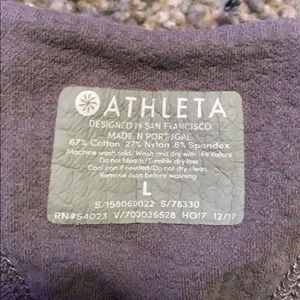 ATHLETA
DESIGNED IN SAN FRANCISCO
MADE IN PORTUGAL
67% Cotton 27% Nylon 6% Spandex
Machine wash cold/Wash and dry with like colors
Do not bleach/Tumble dry low
Cool iron if needed/Do not dry clean
Remove cups before washing
L
S/158060022 S/78330
RN#54023 V/700036528 HO17 12/17